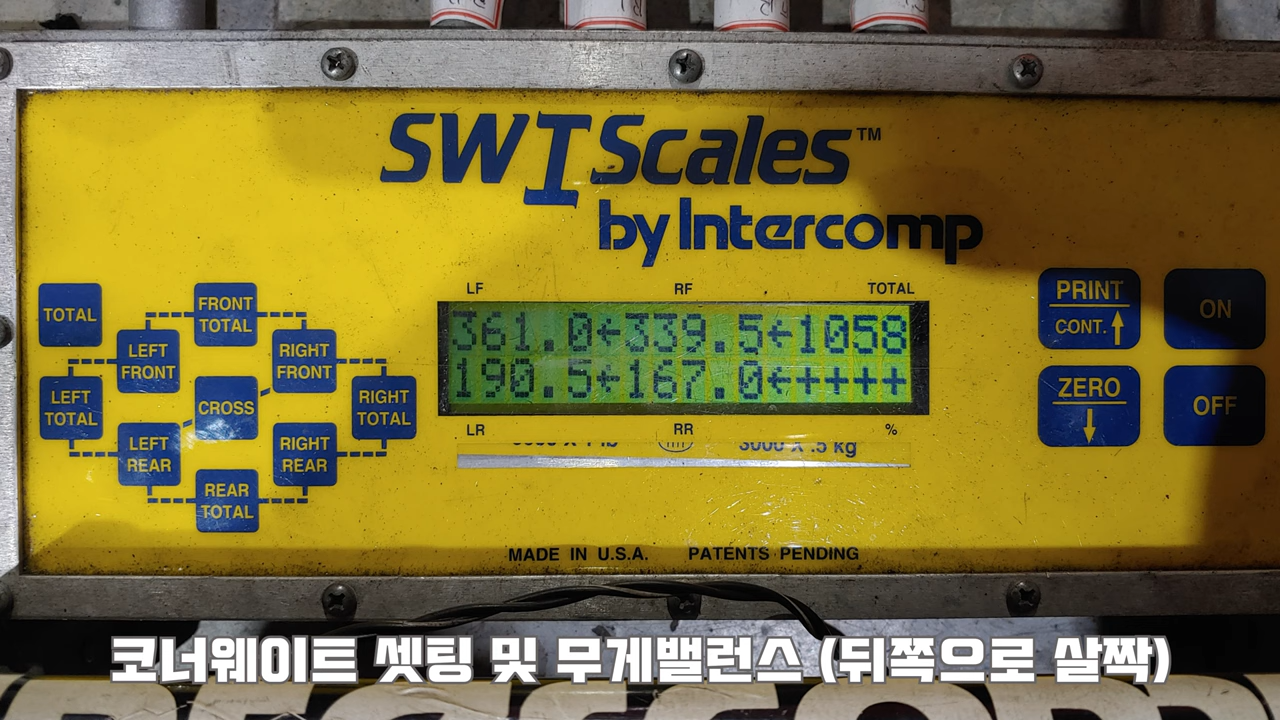 SWI Scales™
by Intercomp
TOTAL
FRONT TOTAL
LEFT FRONT
RIGHT FRONT
LEFT TOTAL
CROSS
RIGHT TOTAL
LEFT REAR
RIGHT REAR
REAR TOTAL
LF RF TOTAL
361.0←339.5←1058
190.5←167.0←++++
LR RR %
3000 X .5 kg
PRINT
CONT.↑
ON
ZERO
↓
OFF
MADE IN U.S.A. PATENTS PENDING
코너웨이트 셋팅 및 무게밸런스 (뒤쪽으로 살짝)